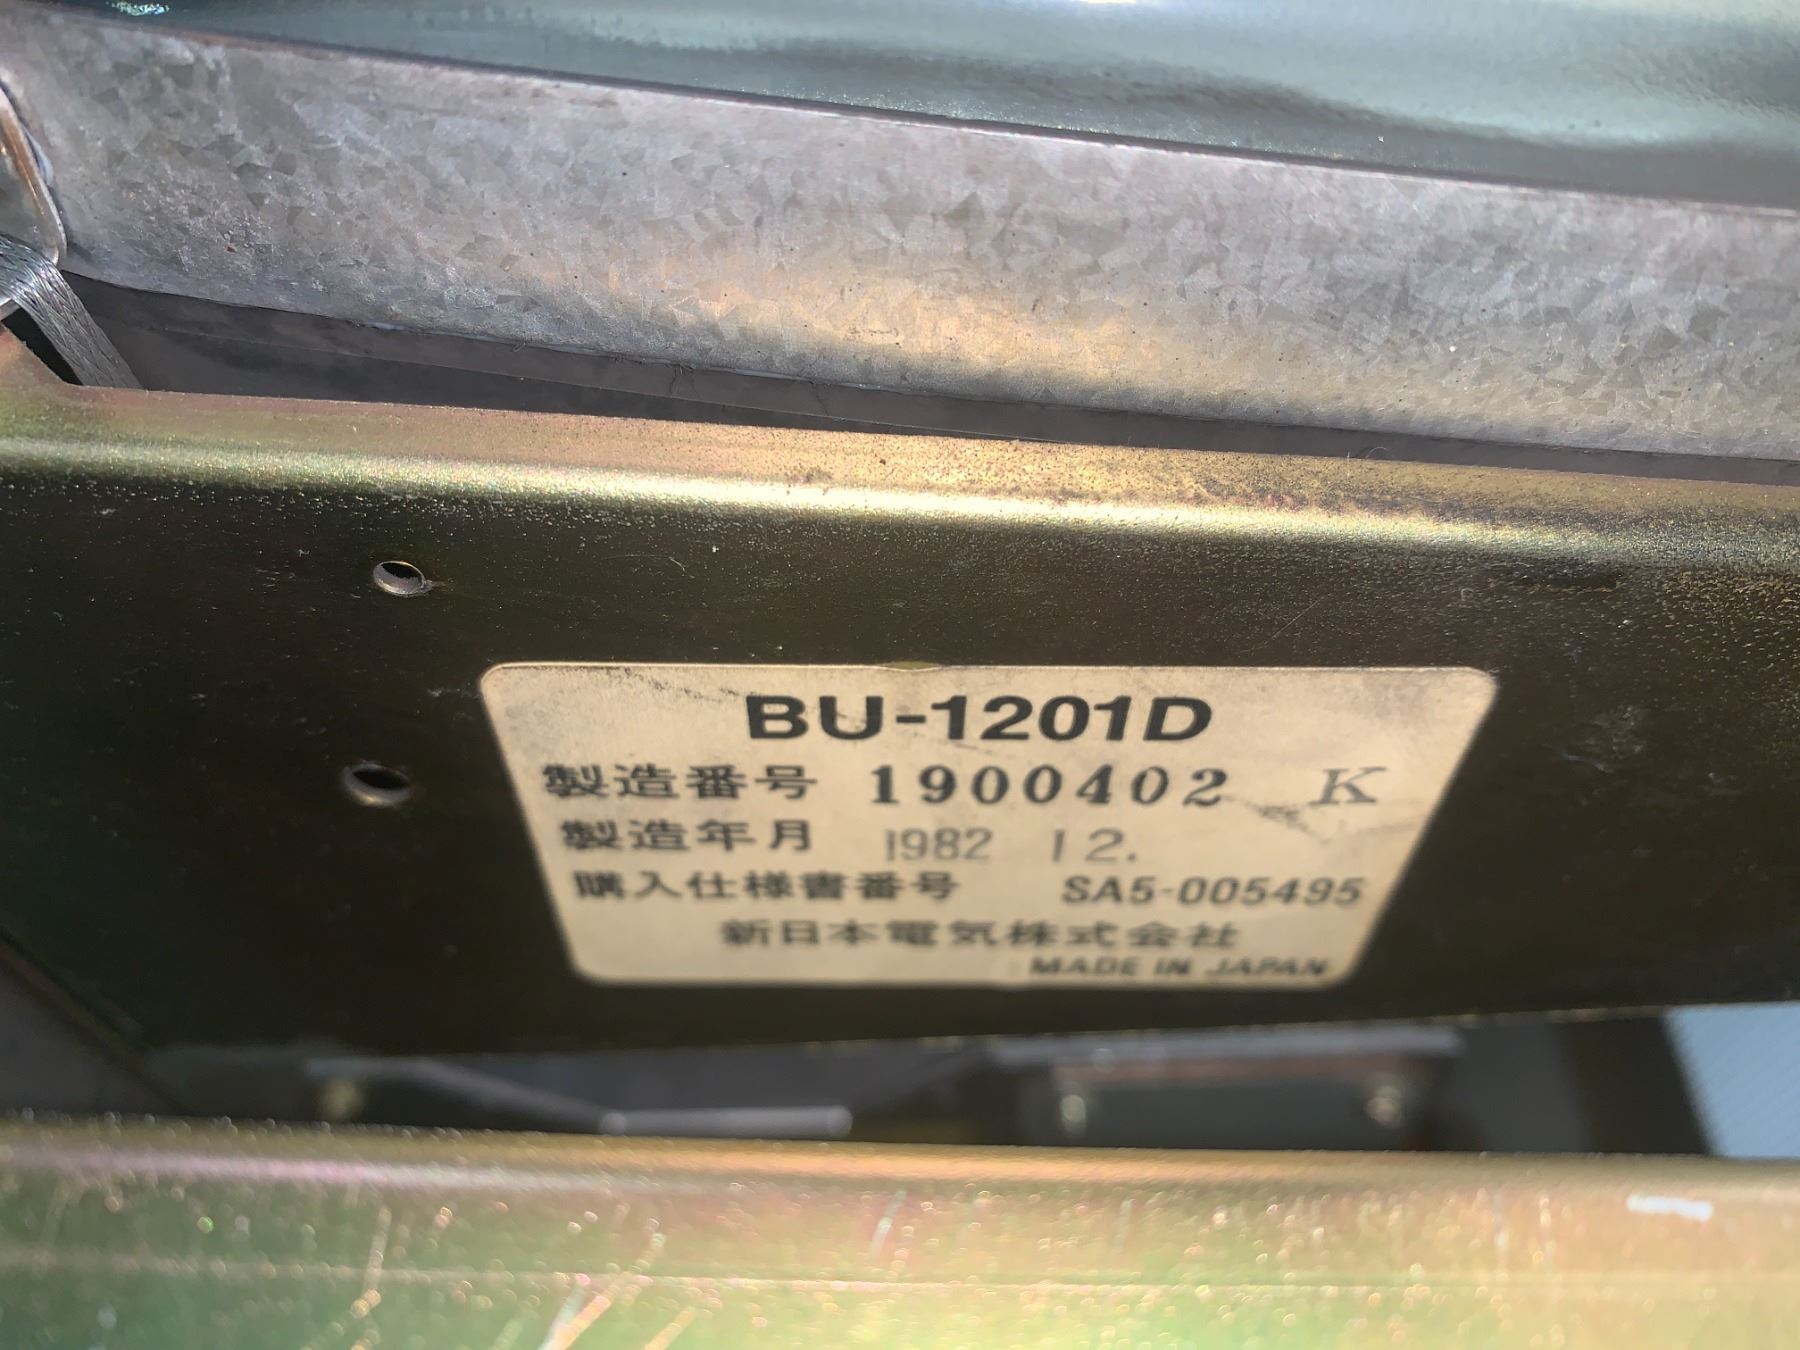 BU-1201D
製造番号 1900402 K
製造年月 1982 12.
購入仕様書番号 SA5-005495
新日本電気株式会社
MADE IN JAPAN